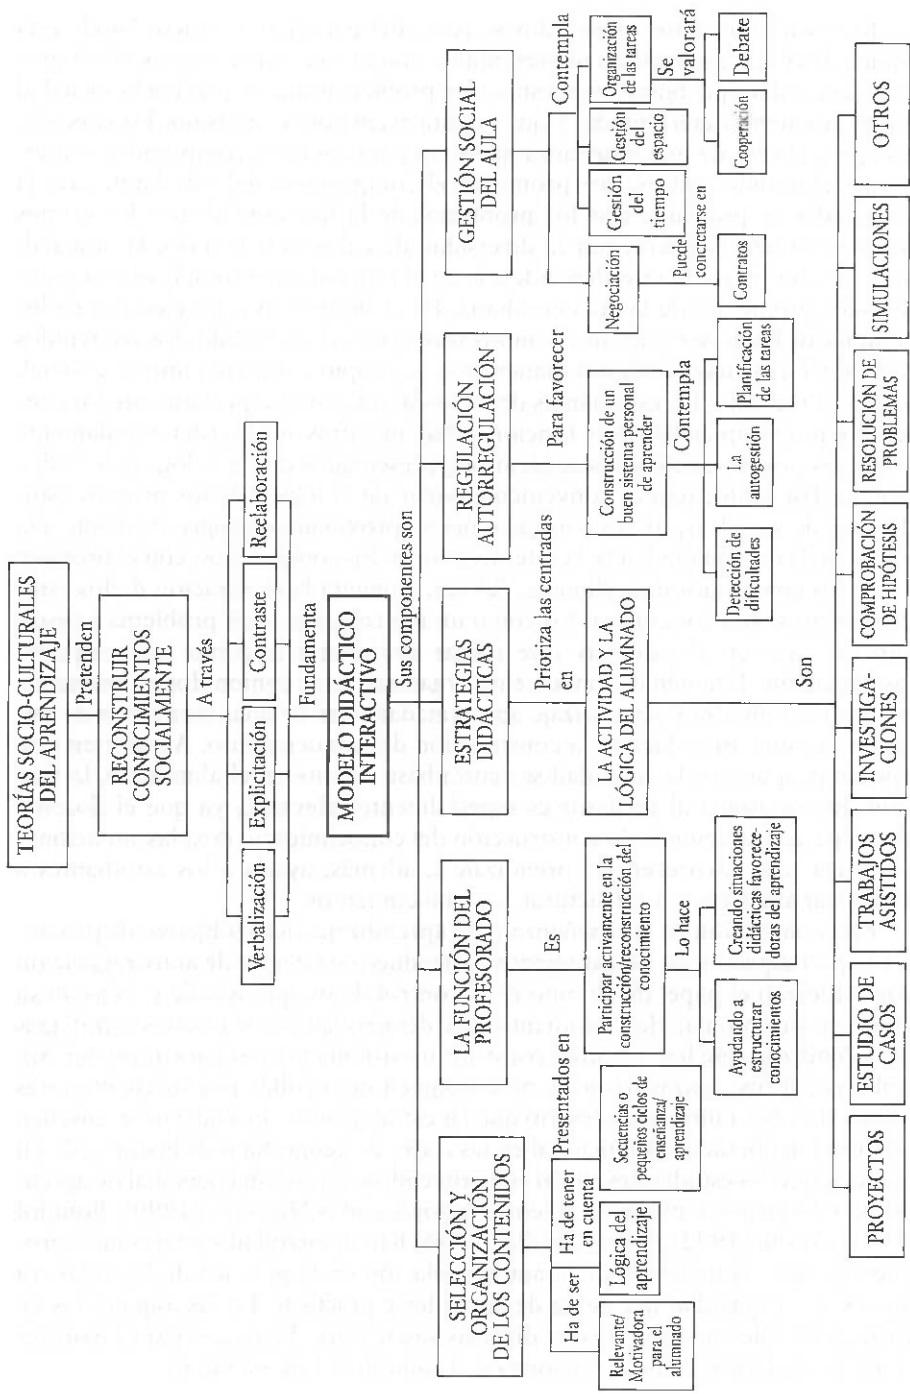 TEORÍAS SOCIO-CULTURALES
DEL APRENDIZAJE
Pretenden
RECONSTRUIR
CONOCIMIENTOS
SOCIALMENTE
A través
Verbalización
Explicitación
Contraste
Reelaboración
Fundamenta
MODELO DIDÁCTICO
INTERACTIVO
Sus componentes son
SELECCIÓN Y
ORGANIZACIÓN
DE LOS CONTENIDOS
LA FUNCIÓN DEL
PROFESORADO
ESTRATEGIAS
DIDÁCTICAS
REGULACIÓN
AUTORREGULACIÓN
GESTIÓN SOCIAL
DEL AULA
Ha de ser
Ha de tener
en cuenta
Presentados en
Es
Priorizar las centradas
en
Para favorecer
Contempla
Relevante/
Motivadora
para el
alumnado
Lógica del
aprendizaje
Secuencias o
pequeños ciclos de
enseñanza/
aprendizaje
Participar activamente en la
construcción/reconstrucción del
conocimiento
LA ACTIVIDAD Y LA
LÓGICA DEL ALUMNADO
Construcción de un
buen sistema personal
de aprender
Negociación
Gestión
del
tiempo
Gestión
del
espacio
Organización
de las tareas
Lo hace
Contempla
Puede
concretarse en
Se
valorará
Ayudando a
estructurar
conocimientos
Creando situaciones
didácticas favorece-
doras del aprendizaje
Detección de
dificultades
La
autogestión
Planificación
de las tareas
Contratos
Cooperación
Debate
Son
PROYECTOS
ESTUDIO DE
CASOS
TRABAJOS
ASISTIDOS
INVESTIGA-
CIONES
COMPROBACIÓN
DE HIPÓTESIS
RESOLUCIÓN DE
PROBLEMAS
SIMULACIONES
OTROS